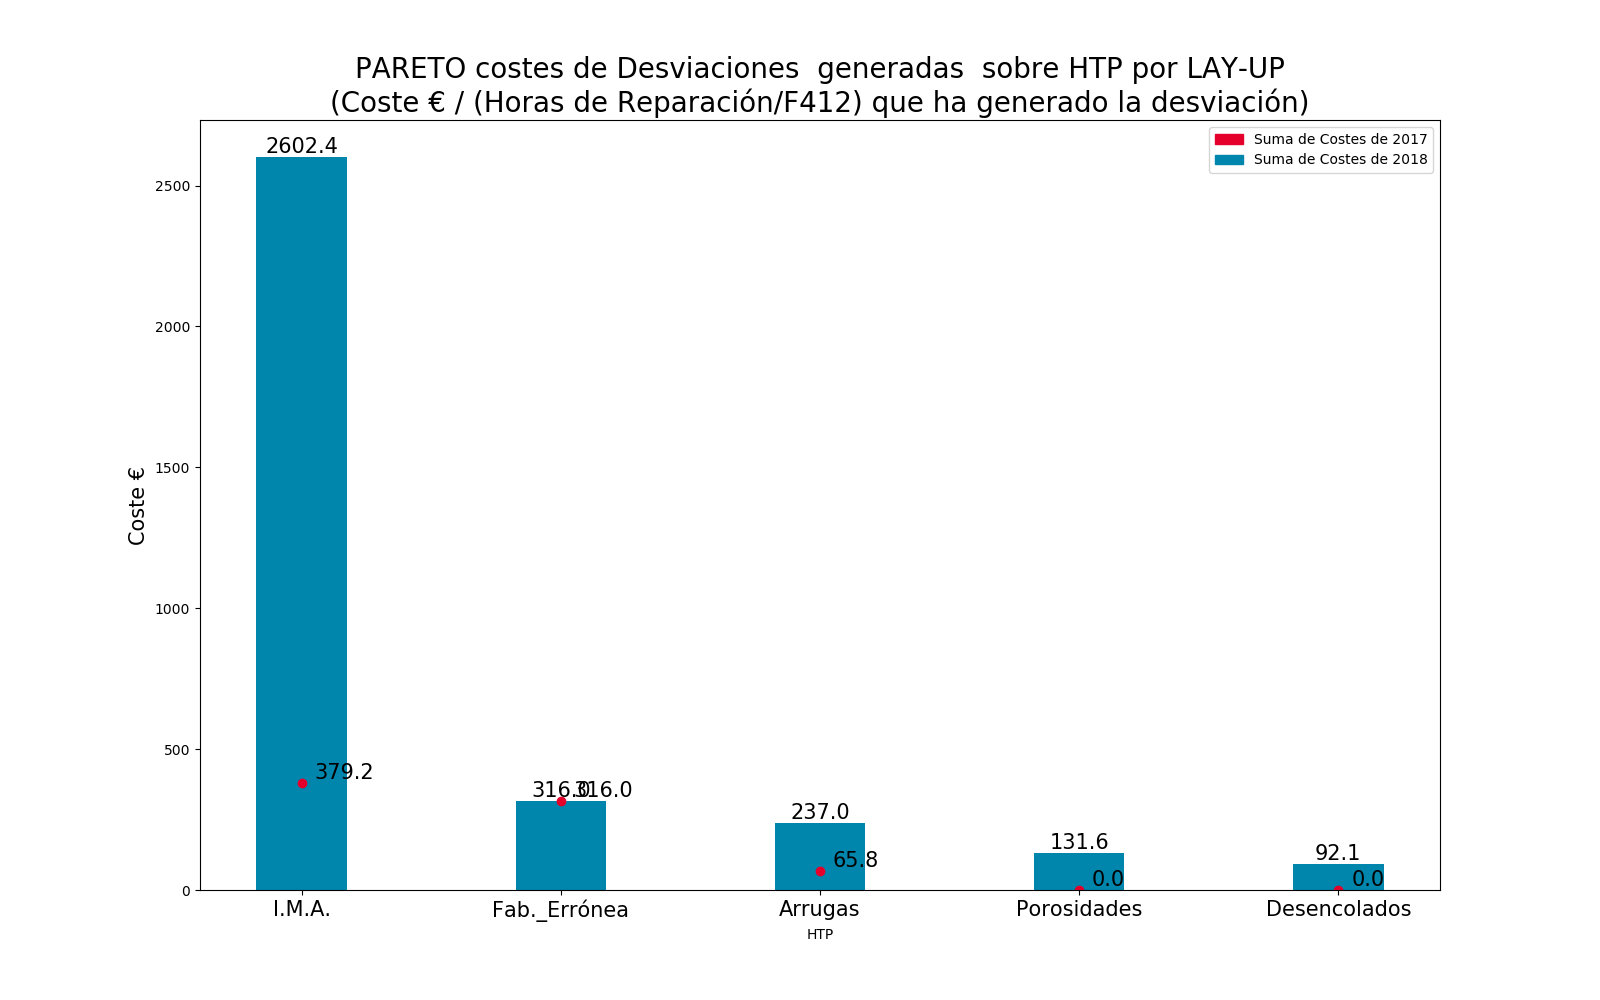 PARETO costes de Desviaciones  generadas  sobre HTP por LAY-UP
(Coste € / (Horas de Reparación/F412) que ha generado la desviación)
Suma de Costes de 2017
Suma de Costes de 2018
Coste €
2500
2000
1500
1000
500
0
2602.4
379.2
316.0
316.0
237.0
65.8
131.6
0.0
92.1
0.0
I.M.A.
Fab._Errónea
Arrugas
Porosidades
Desencolados
HTP